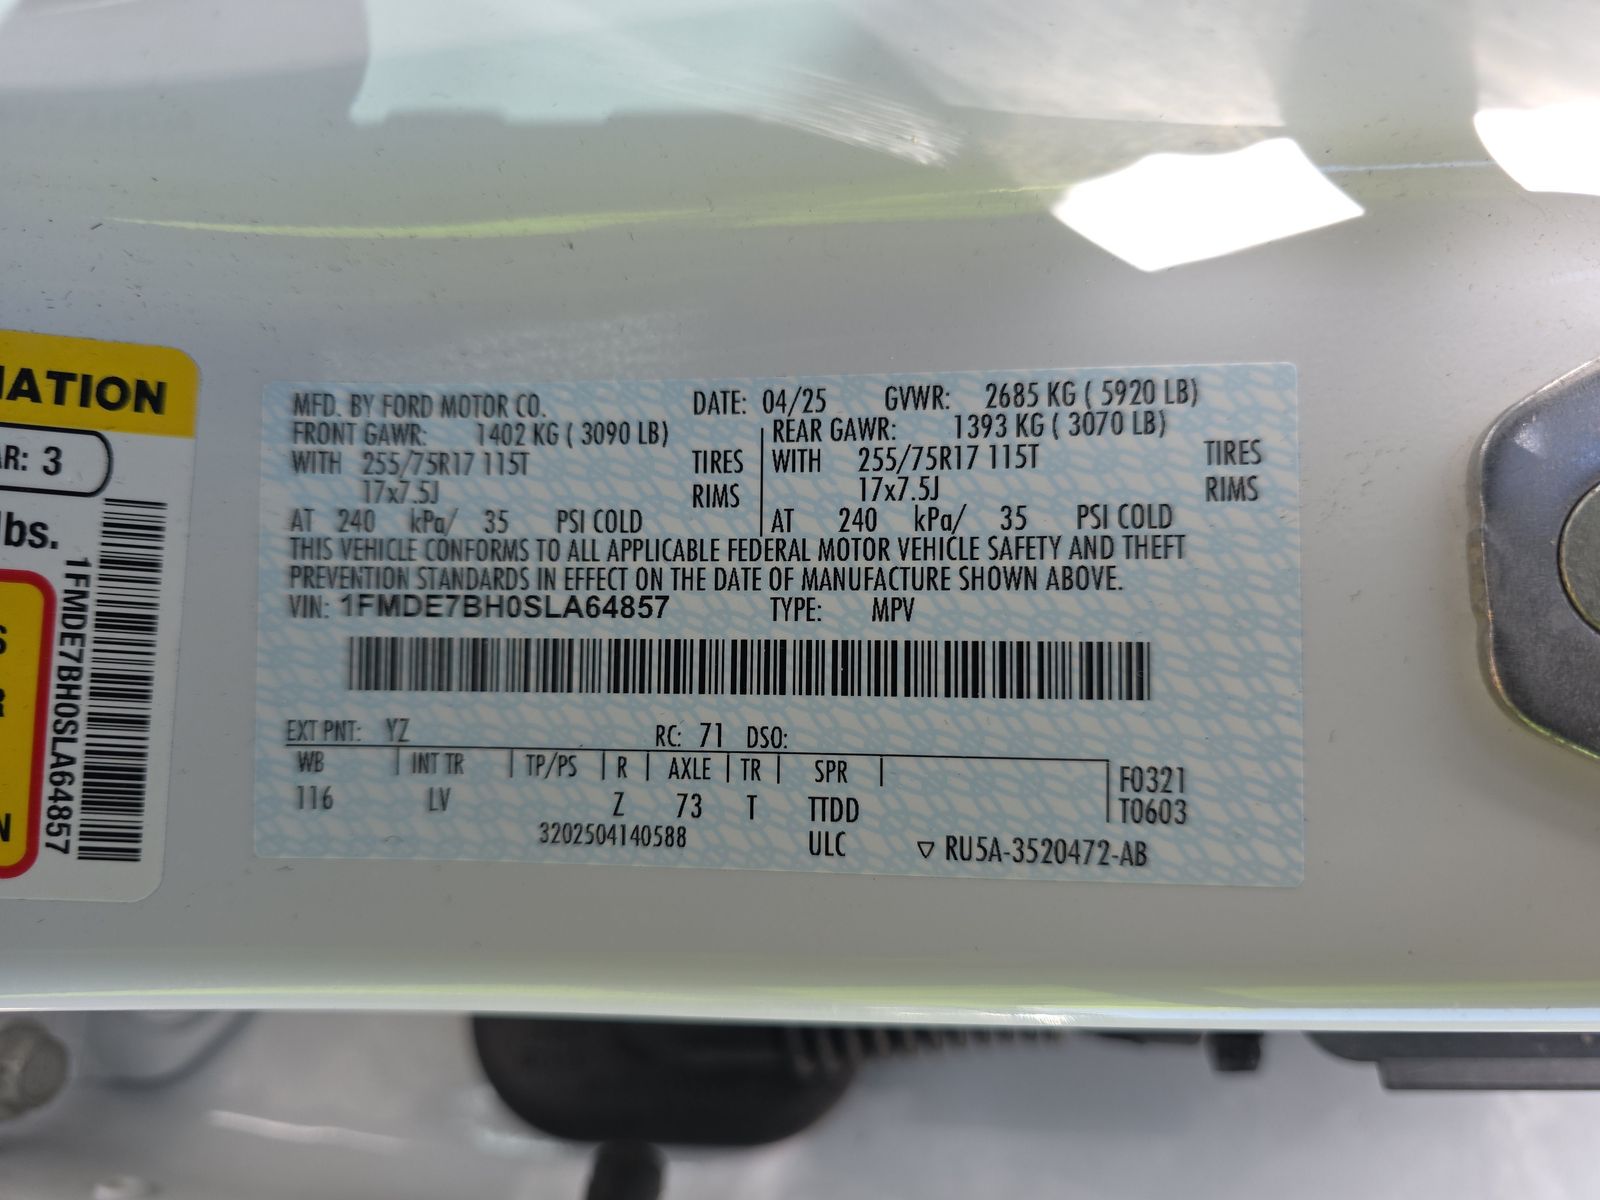 MATION
AR: 3
lbs.
1FMDE7BH0SLA64857
S
R
N
MFD. BY FORD MOTOR CO. DATE: 04/25 GVWR: 2685 KG ( 5920 LB)
FRONT GAWR: 1402 KG ( 3090 LB) REAR GAWR: 1393 KG ( 3070 LB)
WITH 255/75R17 115T TIRES WITH 255/75R17 115T TIRES
17x7.5J RIMS 17x7.5J RIMS
AT 240 kPa/ 35 PSI COLD AT 240 kPa/ 35 PSI COLD
THIS VEHICLE CONFORMS TO ALL APPLICABLE FEDERAL MOTOR VEHICLE SAFETY AND THEFT
PREVENTION STANDARDS IN EFFECT ON THE DATE OF MANUFACTURE SHOWN ABOVE.
VIN: 1FMDE7BH0SLA64857 TYPE: MPV
EXT PNT: YZ RC: 71 DSO:
WB INT TR TP/PS R AXLE TR SPR F0321
116 LV Z 73 T TTDD T0603
3202504140588 ULC ▽ RU5A-3520472-AB